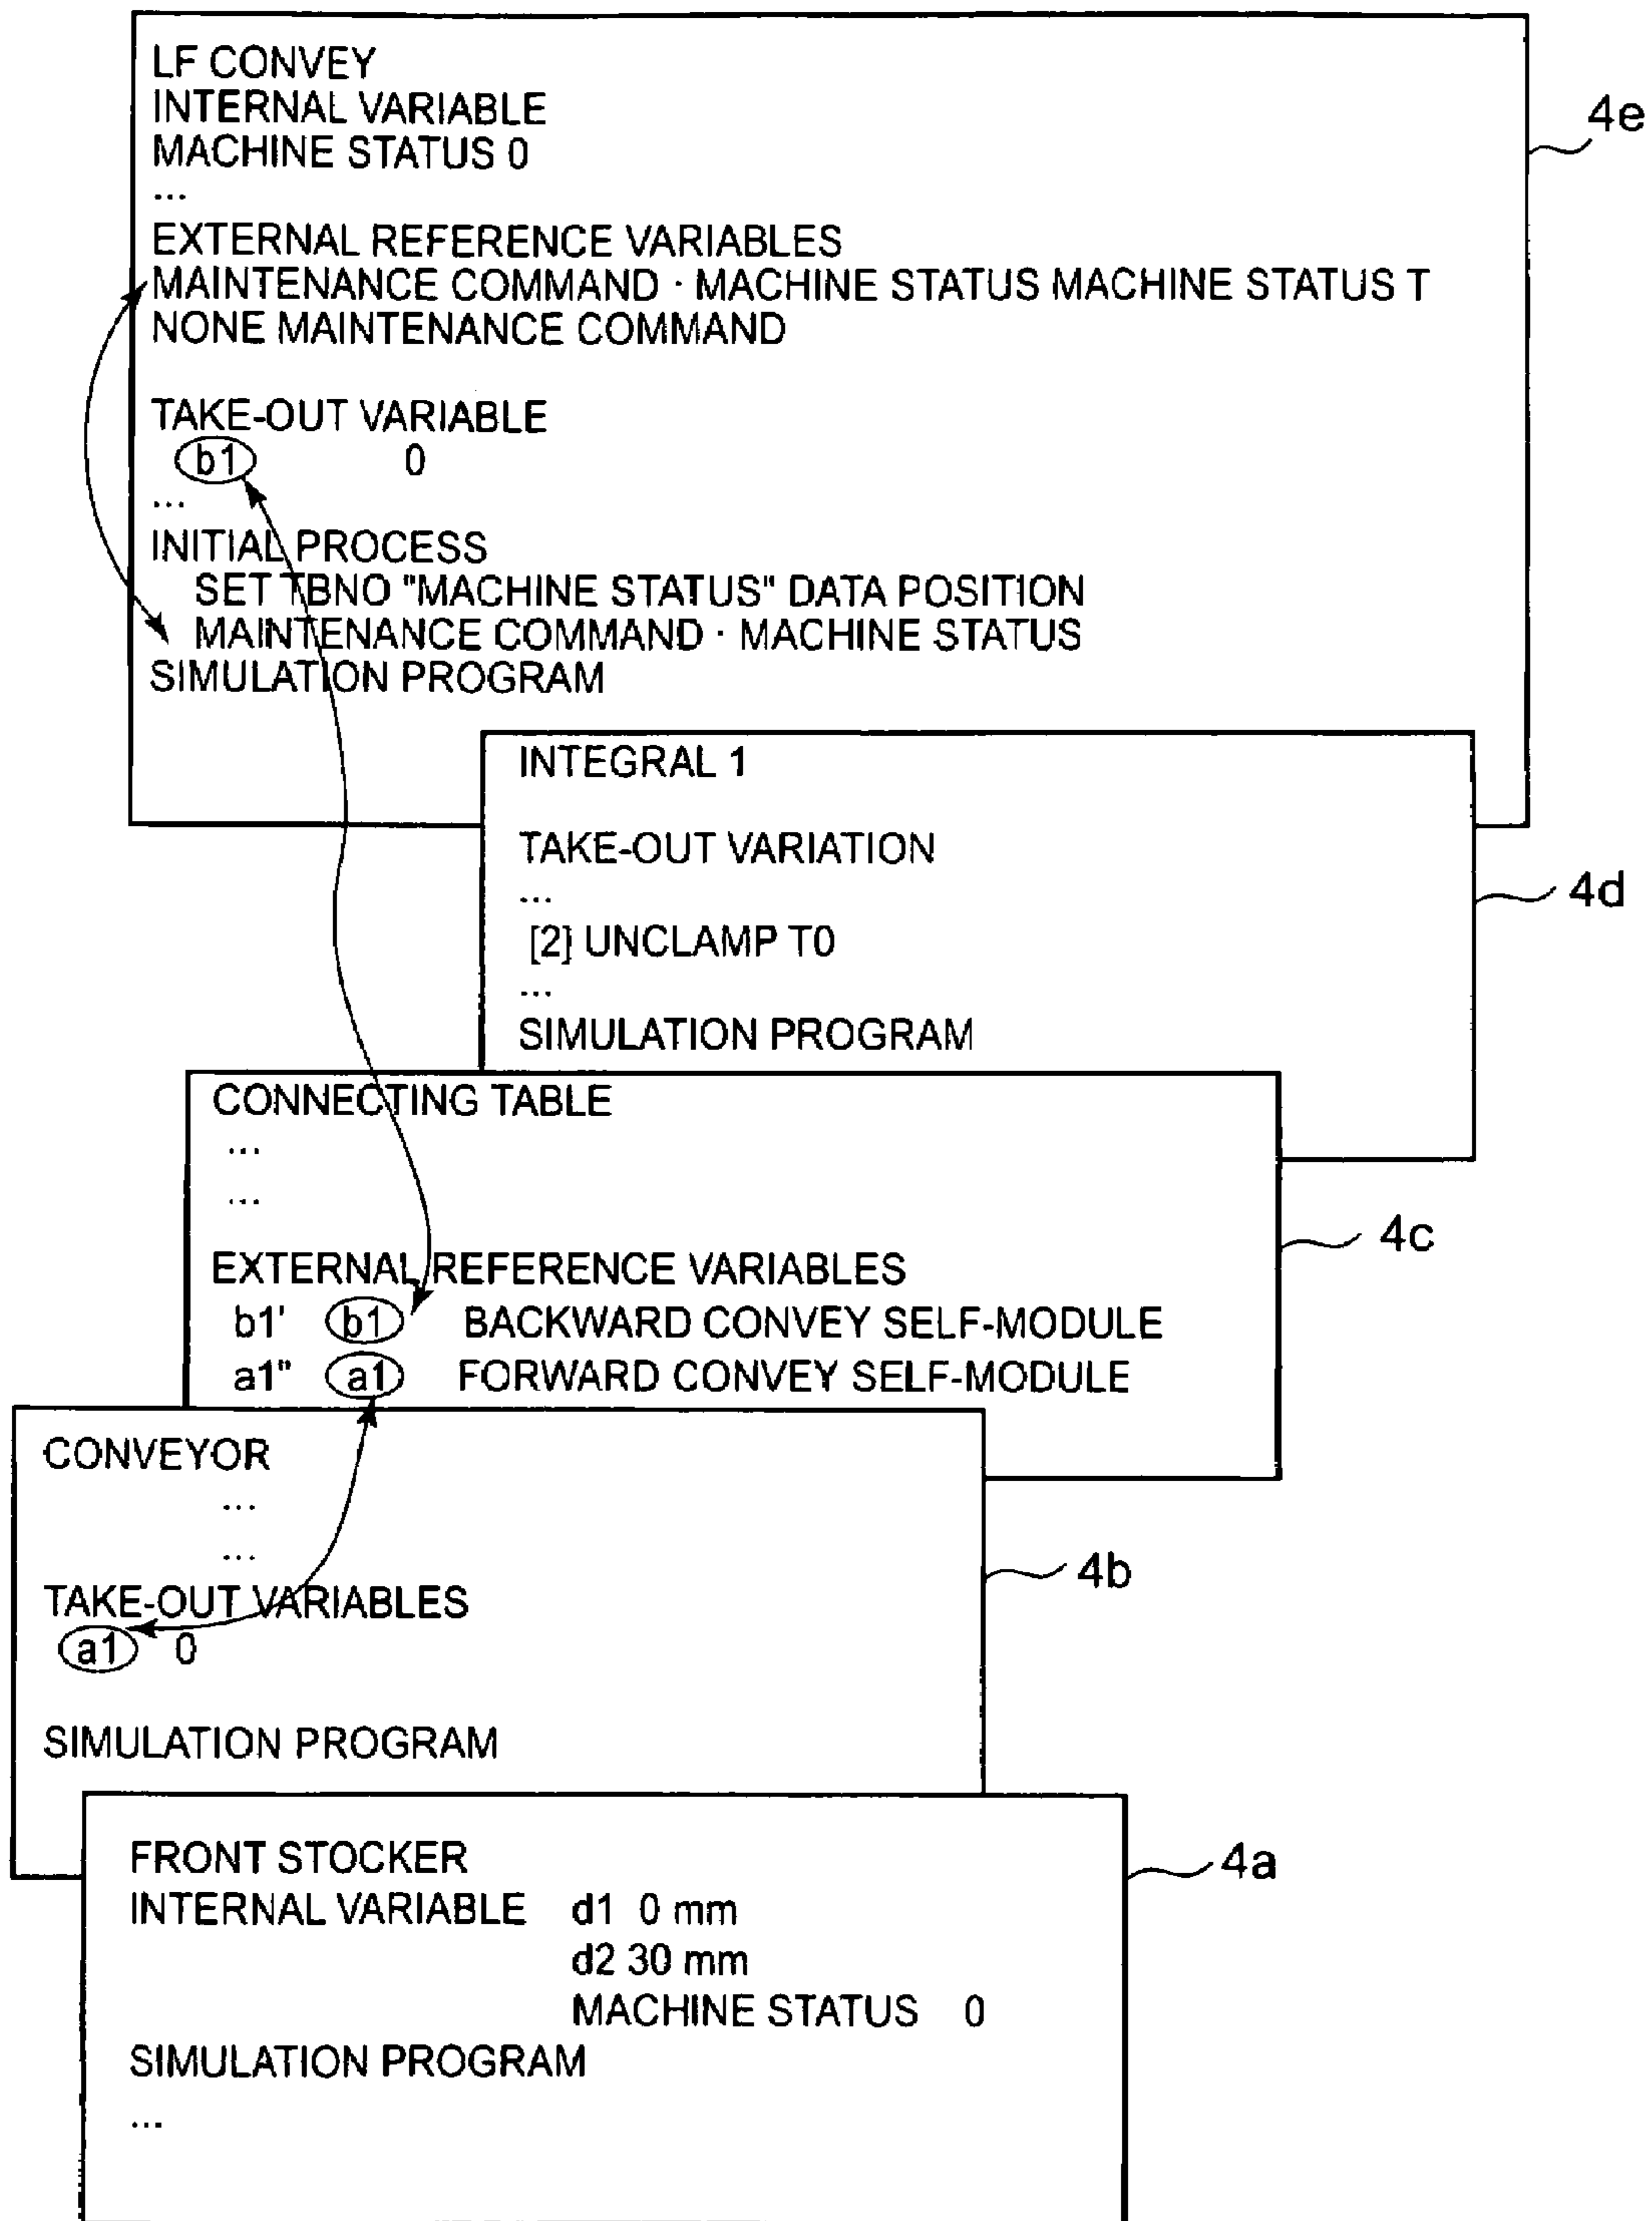 LF CONVEY
INTERNAL VARIABLE
MACHINE STATUS 0
...
EXTERNAL REFERENCE VARIABLES
MAINTENANCE COMMAND · MACHINE STATUS MACHINE STATUS T
NONE MAINTENANCE COMMAND
TAKE-OUT VARIABLE
b1 0
...
INITIAL PROCESS
SET TBNO "MACHINE STATUS" DATA POSITION
MAINTENANCE COMMAND · MACHINE STATUS
SIMULATION PROGRAM
4e
INTEGRAL 1
TAKE-OUT VARIATION
...
[2] UNCLAMP T0
...
SIMULATION PROGRAM
4d
CONNECTING TABLE
...
...
EXTERNAL REFERENCE VARIABLES
b1' b1 BACKWARD CONVEY SELF-MODULE
a1" a1 FORWARD CONVEY SELF-MODULE
4c
CONVEYOR
...
...
TAKE-OUT VARIABLES
a1 0
SIMULATION PROGRAM
4b
FRONT STOCKER
INTERNAL VARIABLE d1 0 mm
d2 30 mm
MACHINE STATUS 0
SIMULATION PROGRAM
...
4a